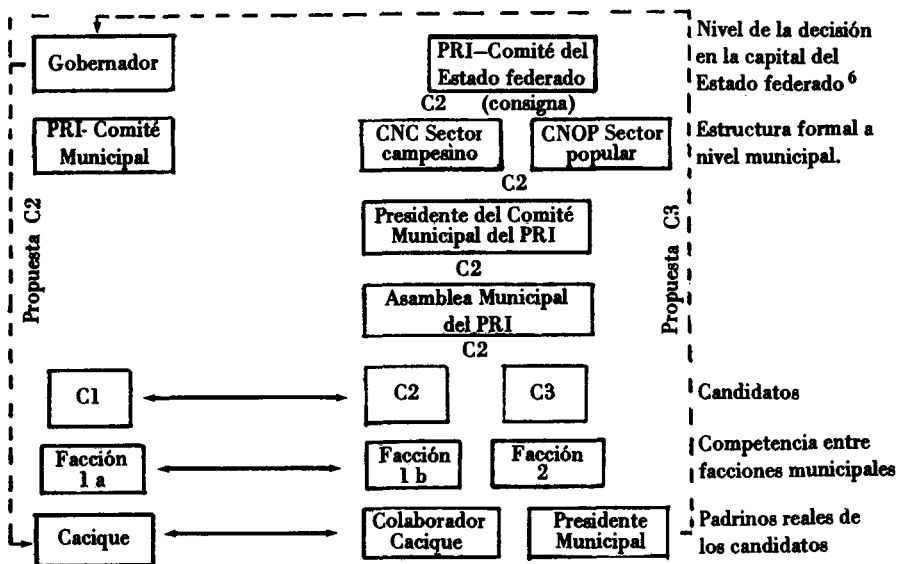 Gobernador
PRI–Comité del
Estado federado
Nivel de la decisión
en la capital del
Estado federado 6
C2 (consigna)
PRI- Comité
Municipal
CNC Sector
campesino
CNOP Sector
popular
Estructura formal a
nivel municipal.
C2
Propuesta C2
Presidente del Comité
Municipal del PRI
Propuesta C3
C2
Asamblea Municipal
del PRI
C2
C1
C2
C3
Candidatos
Facción
1 a
Facción
1 b
Facción
2
Competencia entre
facciones municipales
Cacique
Colaborador
Cacique
Presidente
Municipal
Padrinos reales de
los candidatos